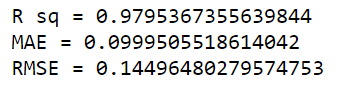 R sq = 0.9795367355639844
MAE = 0.0999505518614042
RMSE = 0.14496480279574753